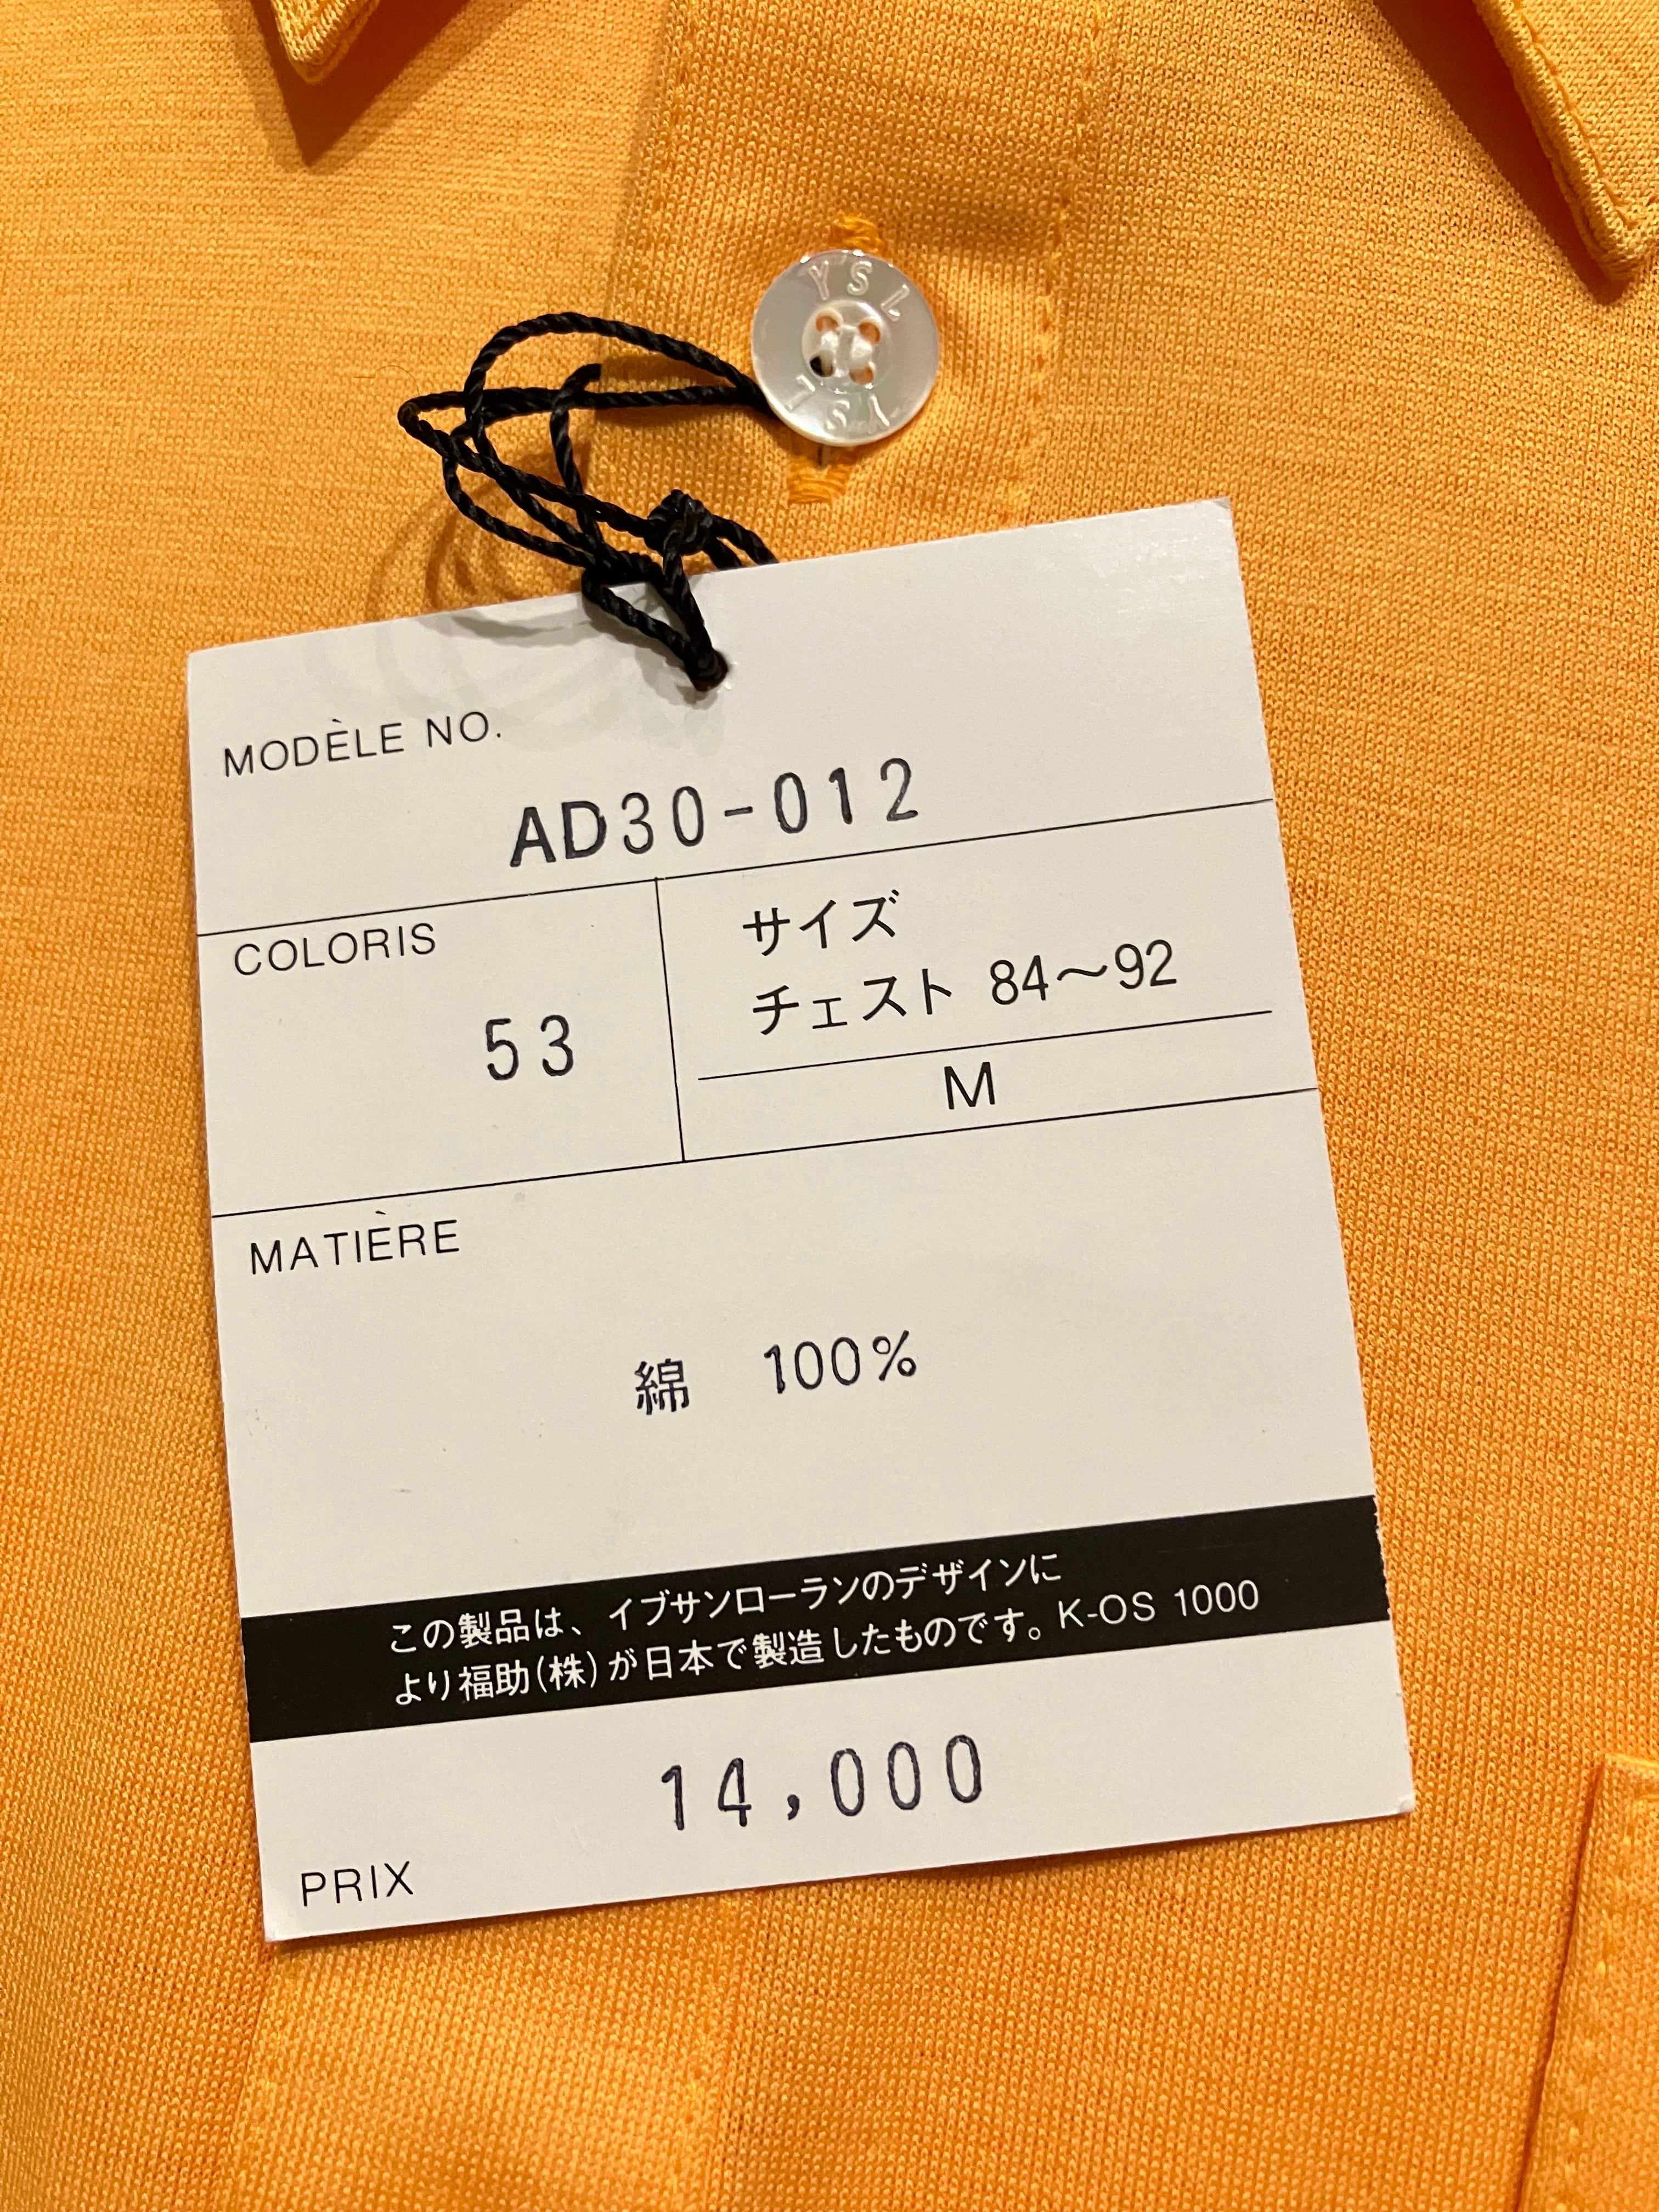 YSL
YSL
MODÈLE NO.
AD30-012
COLORIS
53
サイズ
チェスト 84〜92
M
MATIÈRE
綿 100%
この製品は、イブサンローランのデザインに
より福助(株)が日本で製造したものです。K-OS 1000
14,000
PRIX